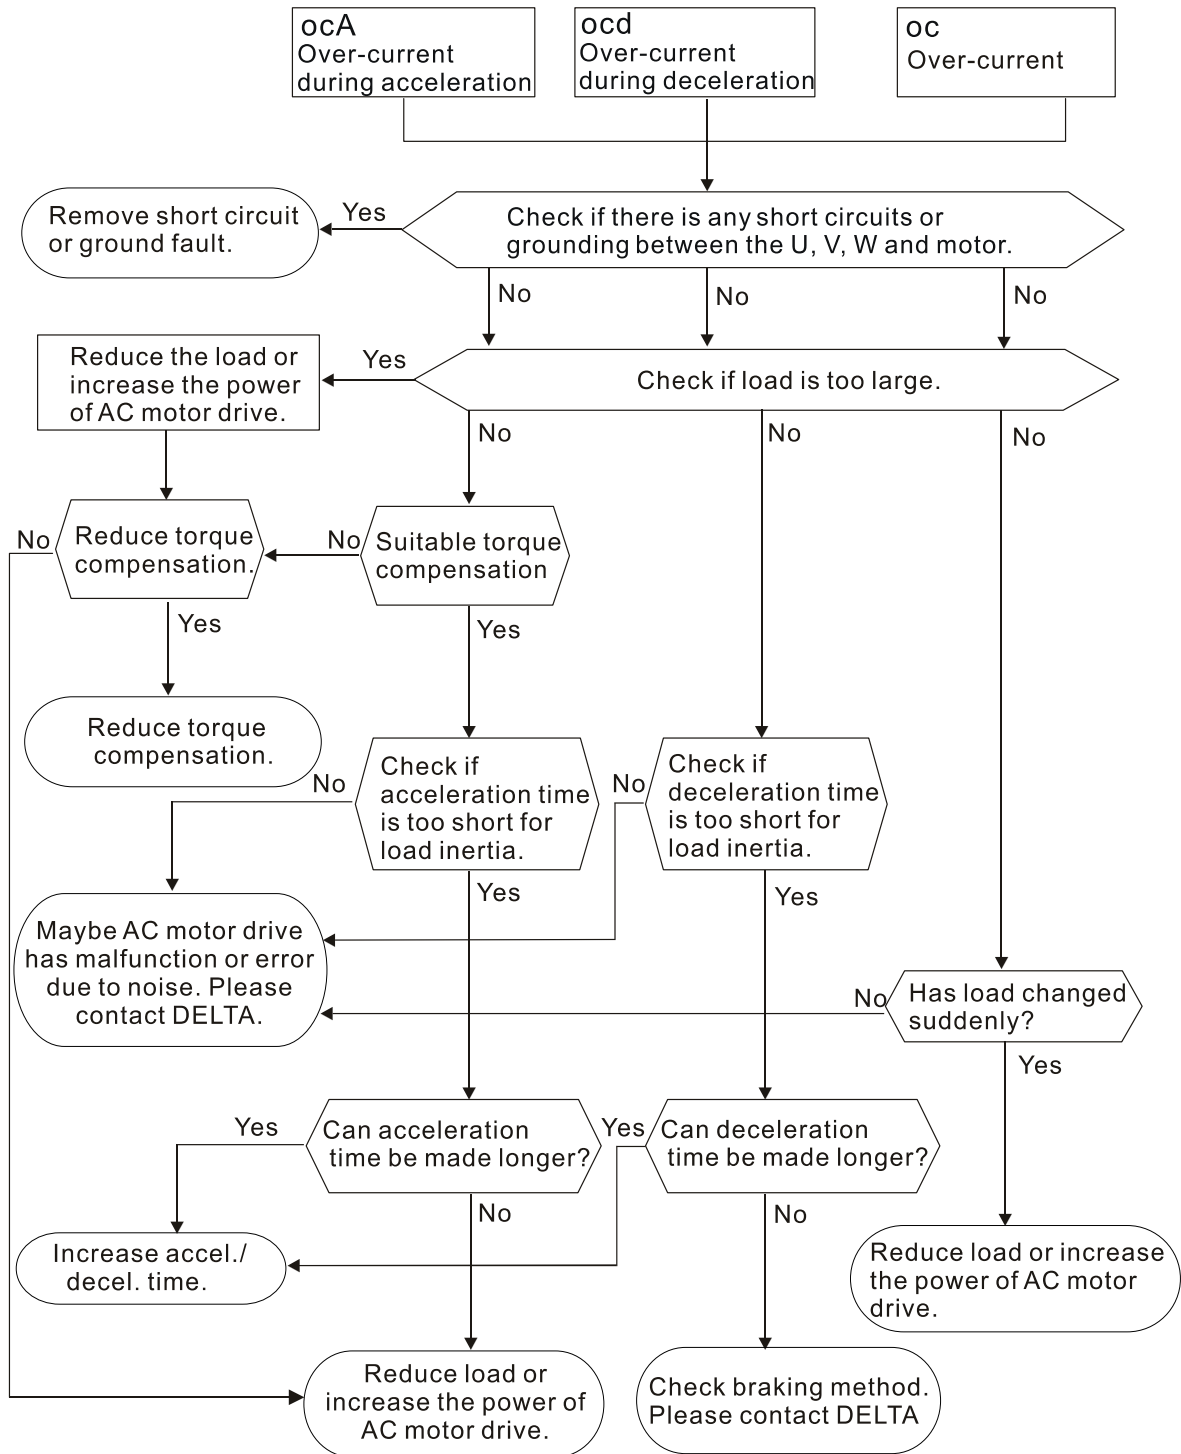 ocA
Over-current
during acceleration
ocd
Over-current
during deceleration
oc
Over-current
Remove short circuit
or ground fault.
Yes
Check if there is any short circuits or
grounding between the U, V, W and motor.
No
No
No
Reduce the load or
increase the power
of AC motor drive.
Yes
Check if load is too large.
No
No
No
No
Reduce torque
compensation.
No
Suitable torque
compensation
Yes
Yes
Reduce torque
compensation.
No
Check if
acceleration time
is too short for
load inertia.
No
Check if
deceleration time
is too short for
load inertia.
Yes
Yes
Maybe AC motor drive
has malfunction or error
due to noise. Please
contact DELTA.
No
Has load changed
suddenly?
Yes
Yes
Can acceleration
time be made longer?
Yes
Can deceleration
time be made longer?
No
No
Increase accel./
decel. time.
Reduce load or increase
the power of AC motor
drive.
Reduce load or
increase the power of
AC motor drive.
Check braking method.
Please contact DELTA